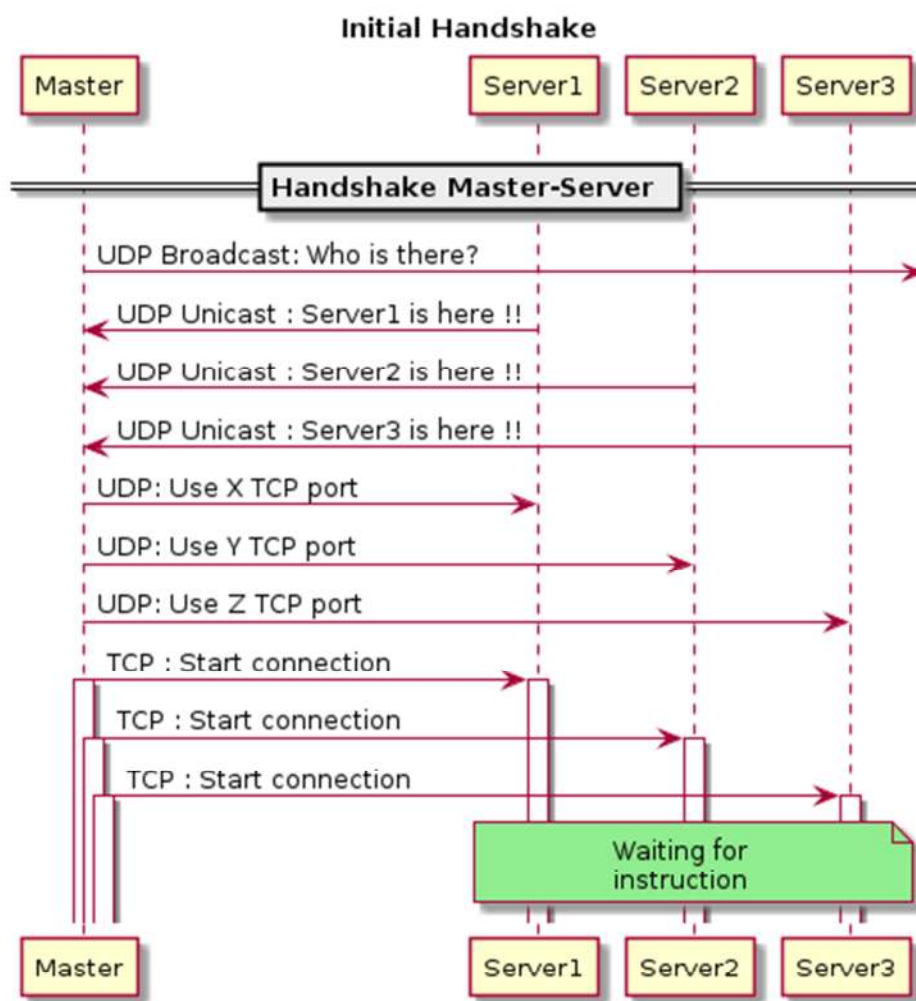 Initial Handshake
Master Server1 Server2 Server3
Handshake Master-Server
UDP Broadcast: Who is there?
UDP Unicast : Server1 is here !!
UDP Unicast : Server2 is here !!
UDP Unicast : Server3 is here !!
UDP: Use X TCP port
UDP: Use Y TCP port
UDP: Use Z TCP port
TCP : Start connection
TCP : Start connection
TCP : Start connection
Waiting for
instruction
Master Server1 Server2 Server3